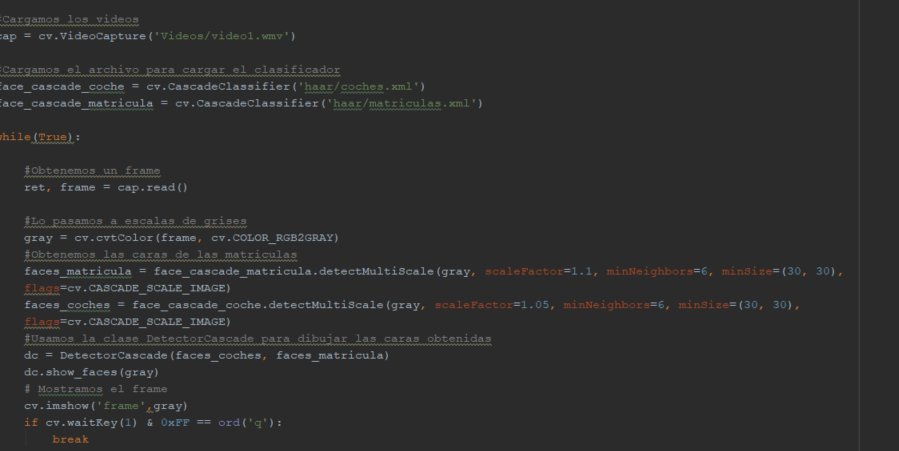 #Cargamos los videos
cap = cv.VideoCapture('Videos/video1.wmv')
#Cargamos el archivo para cargar el clasificador
face_cascade_coche = cv.CascadeClassifier('haar/coches.xml')
face_cascade_matricula = cv.CascadeClassifier('haar/matriculas.xml')
while(True):
#Obtenemos un frame
ret, frame = cap.read()
#Lo pasamos a escalas de grises
gray = cv.cvtColor(frame, cv.COLOR_RGB2GRAY)
#Obtenemos las caras de las matriculas
faces_matricula = face_cascade_matricula.detectMultiScale(gray, scaleFactor=1.1, minNeighbors=6, minSize=(30, 30),
flags=cv.CASCADE_SCALE_IMAGE)
faces_coches = face_cascade_coche.detectMultiScale(gray, scaleFactor=1.05, minNeighbors=6, minSize=(30, 30),
flags=cv.CASCADE_SCALE_IMAGE)
#Usamos la clase DetectorCascade para dibujar las caras obtenidas
dc = DetectorCascade(faces_coches, faces_matricula)
dc.show_faces(gray)
# Mostramos el frame
cv.imshow('frame',gray)
if cv.waitKey(1) & 0xFF == ord('q'):
break